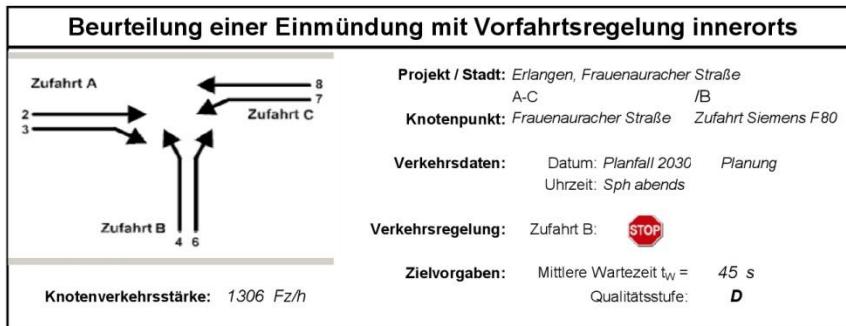 Beurteilung einer Einmündung mit Vorfahrtsregelung innerorts
Zufahrt A
8
7
Zufahrt C
2
3
Zufahrt B
4 6
Knotenverkehrsstärke: 1306 Fz/h
Projekt / Stadt: Erlangen, Frauenauracher Straße
A-C /B
Knotenpunkt: Frauenauracher Straße Zufahrt Siemens F80
Verkehrsdaten: Datum: Planfall 2030 Planung
Uhrzeit: Sph abends
Verkehrsregelung: Zufahrt B: STOP
Zielvorgaben: Mittlere Wartezeit tW = 45 s
Qualitätsstufe: D